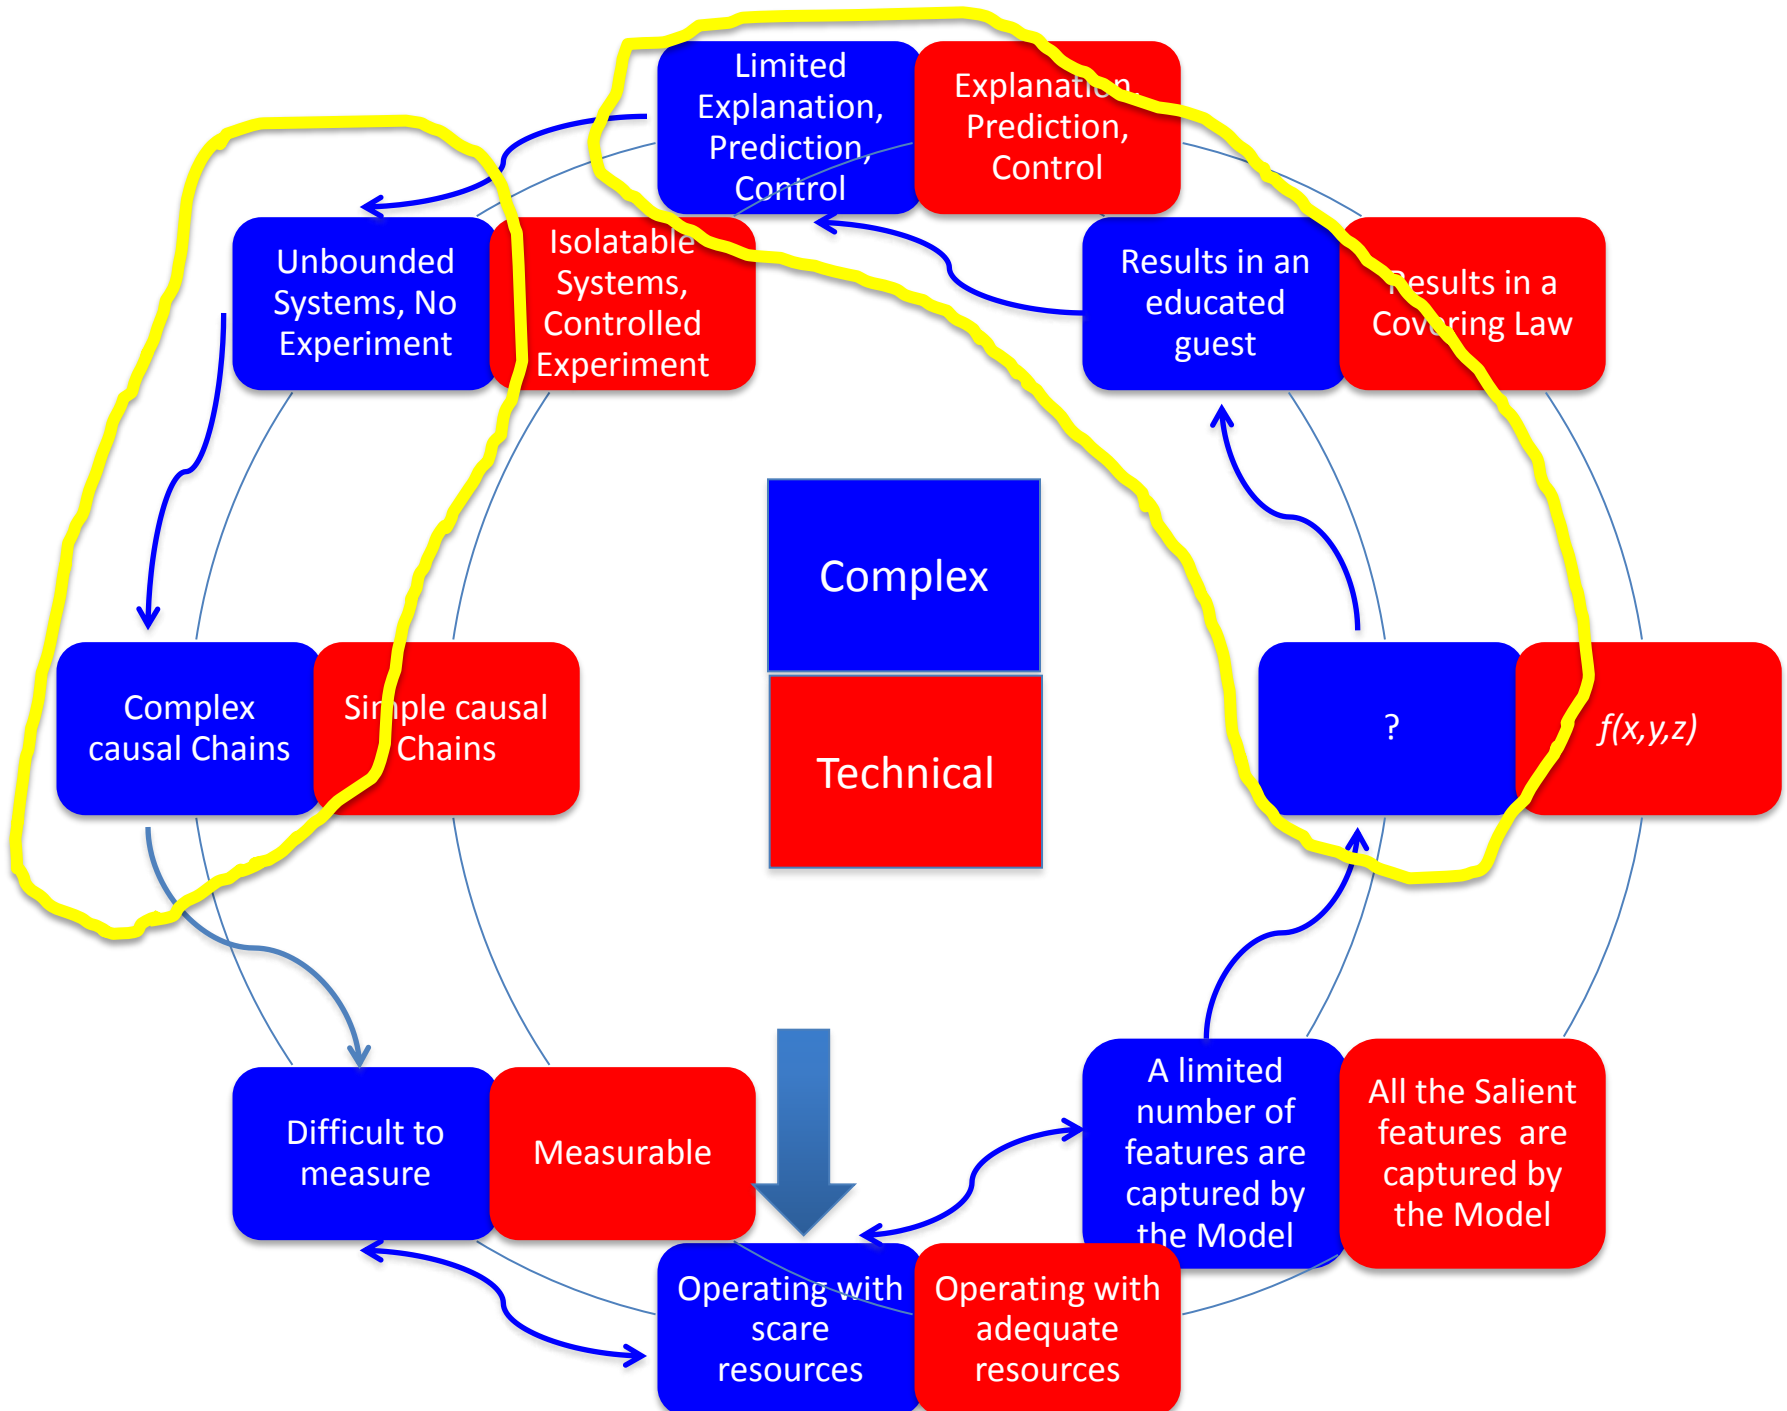 Limited
Explanation,
Prediction,
Control
Explanation,
Prediction,
Control
Unbounded
Systems, No
Experiment
Isolatable
Systems,
Controlled
Experiment
Results in an
educated
guest
Results in a
Covering Law
Complex
Technical
Complex
causal Chains
Simple causal
Chains
?
f(x,y,z)
Difficult to
measure
Measurable
A limited
number of
features are
captured by
the Model
All the Salient
features are
captured by
the Model
Operating with
scare
resources
Operating with
adequate
resources